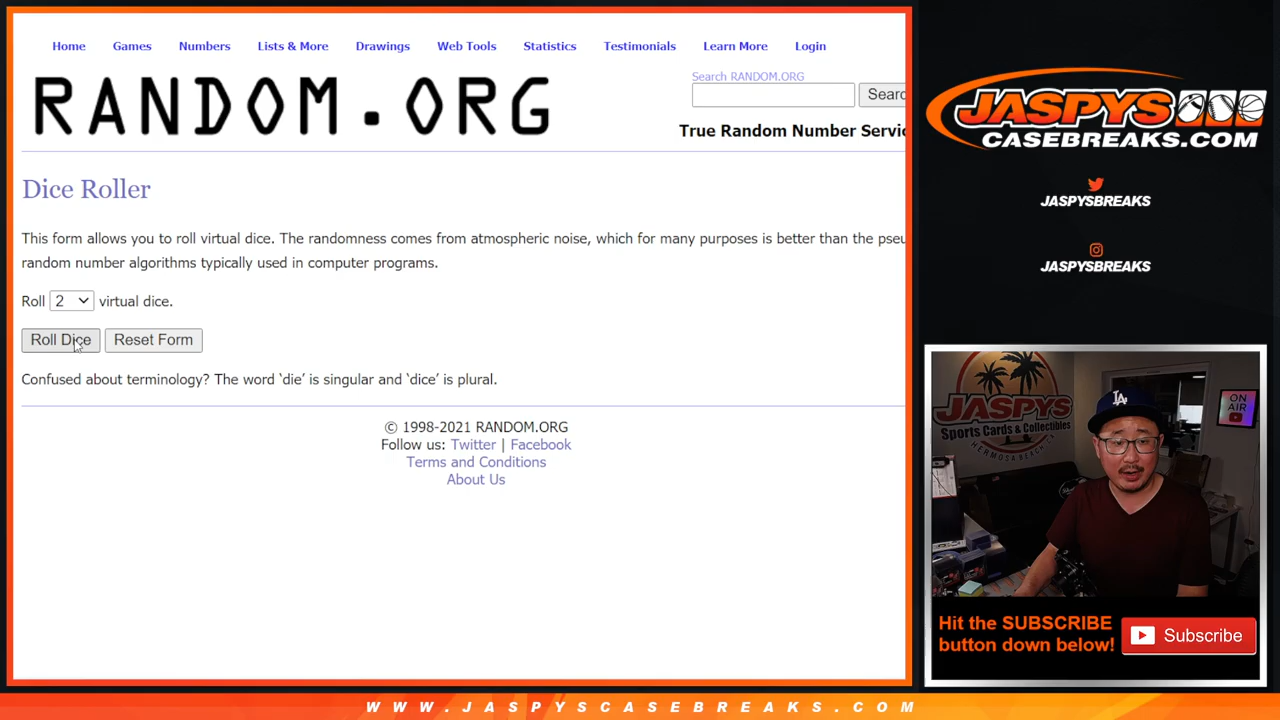 Home Games Numbers Lists & More Drawings Web Tools Statistics Testimonials Learn More Login
RANDOM.ORG
Search RANDOM.ORG
Searc
True Random Number Servic
Dice Roller
This form allows you to roll virtual dice. The randomness comes from atmospheric noise, which for many purposes is better than the pseu
random number algorithms typically used in computer programs.
Roll 2 virtual dice.
Roll Dice Reset Form
Confused about terminology? The word ‘die’ is singular and ‘dice’ is plural.
© 1998-2021 RANDOM.ORG
Follow us: Twitter | Facebook
Terms and Conditions
About Us
JASPYS
CASEBREAKS.COM
JASPYSBREAKS
JASPYSBREAKS
JASPYS
Sports Cards & Collectibles
HERMOSA BEACH, CA
LA
ON
AIR
Hit the SUBSCRIBE
button down below!
Subscribe
WWW.JASPYSCASEBREAKS.COM